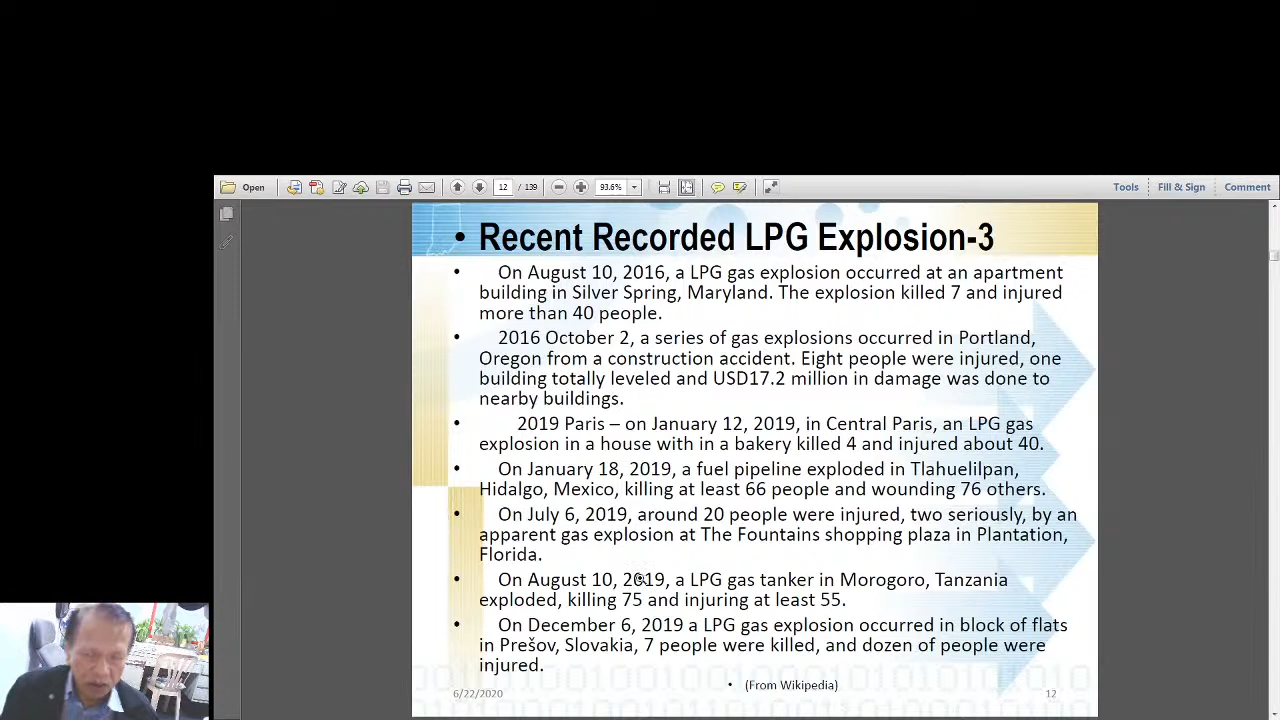 Open
12 / 139
93.6%
Tools
Fill & Sign
Comment
• Recent Recorded LPG Explosion-3
• On August 10, 2016, a LPG gas explosion occurred at an apartment
building in Silver Spring, Maryland. The explosion killed 7 and injured
more than 40 people.
• 2016 October 2, a series of gas explosions occurred in Portland,
Oregon from a construction accident. Eight people were injured, one
building totally leveled and USD17.2 million in damage was done to
nearby buildings.
• 2019 Paris – on January 12, 2019, in Central Paris, an LPG gas
explosion in a house with in a bakery killed 4 and injured about 40.
• On January 18, 2019, a fuel pipeline exploded in Tlahuelilpan,
Hidalgo, Mexico, killing at least 66 people and wounding 76 others.
• On July 6, 2019, around 20 people were injured, two seriously, by an
apparent gas explosion at The Fountains shopping plaza in Plantation,
Florida.
• On August 10, 2019, a LPG gas tanker in Morogoro, Tanzania
exploded, killing 75 and injuring at least 55.
• On December 6, 2019 a LPG gas explosion occurred in block of flats
in Prešov, Slovakia, 7 people were killed, and dozen of people were
injured.
• (From Wikipedia)
6/22/2020
12